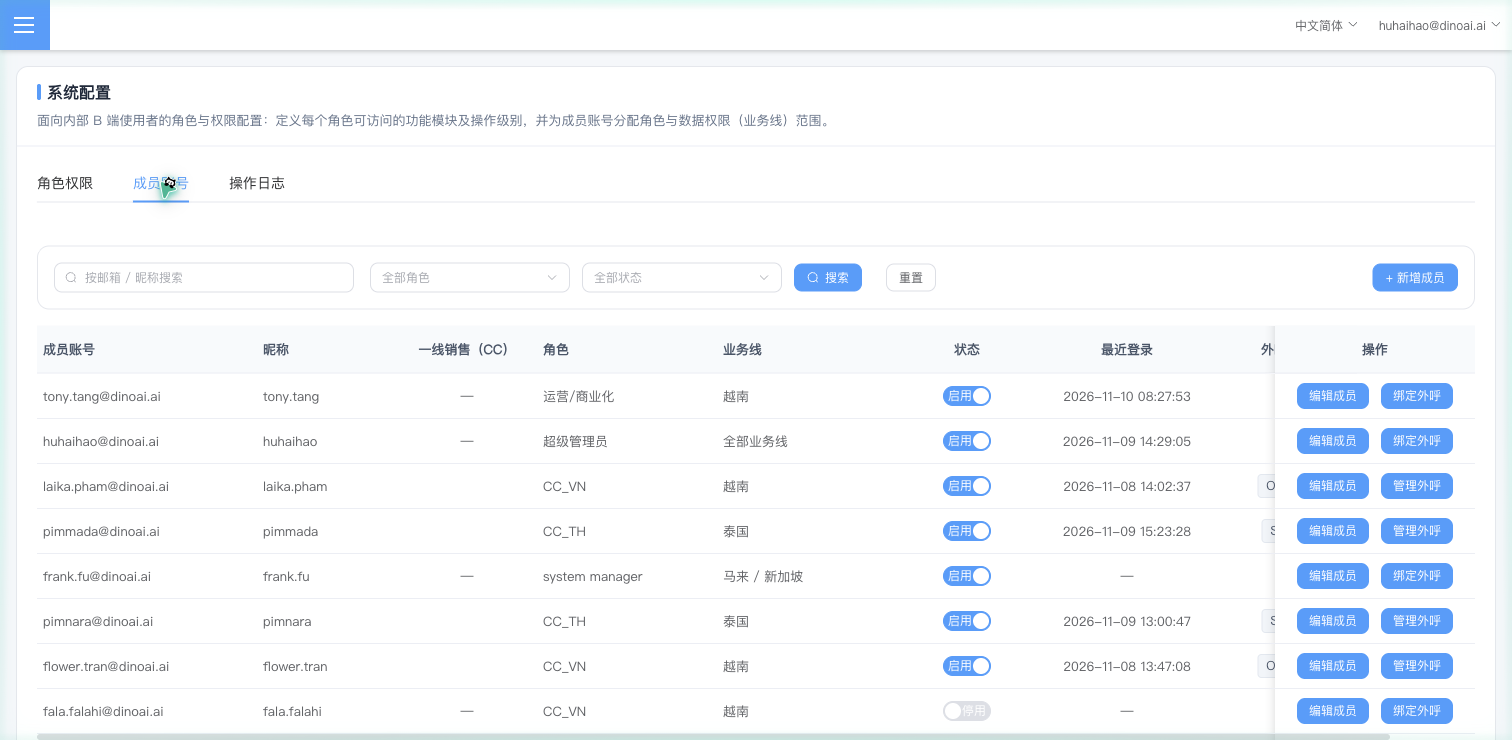 中文简体 huhaihao@dinoai.ai
系统配置
面向内部 B 端使用者的角色与权限配置：定义每个角色可访问的功能模块及操作级别，并为成员账号分配角色与数据权限（业务线）范围。
角色权限 成员 号 操作日志
按邮箱 / 昵称搜索 全部角色 全部状态 搜索 重置 + 新增成员
成员账号 昵称 一线销售（CC） 角色 业务线 状态 最近登录 外 操作
tony.tang@dinoai.ai tony.tang — 运营/商业化 越南 启用 2026-11-10 08:27:53 编辑成员 绑定外呼
huhaihao@dinoai.ai huhaihao — 超级管理员 全部业务线 启用 2026-11-09 14:29:05 编辑成员 绑定外呼
laika.pham@dinoai.ai laika.pham CC_VN 越南 启用 2026-11-08 14:02:37 编辑成员 管理外呼
pimmada@dinoai.ai pimmada CC_TH 泰国 启用 2026-11-09 15:23:28 编辑成员 管理外呼
frank.fu@dinoai.ai frank.fu — system manager 马来 / 新加坡 启用 — 编辑成员 绑定外呼
pimnara@dinoai.ai pimnara CC_TH 泰国 启用 2026-11-09 13:00:47 编辑成员 管理外呼
flower.tran@dinoai.ai flower.tran CC_VN 越南 启用 2026-11-08 13:47:08 编辑成员 管理外呼
fala.falahi@dinoai.ai fala.falahi — CC_VN 越南 停用 — 编辑成员 绑定外呼